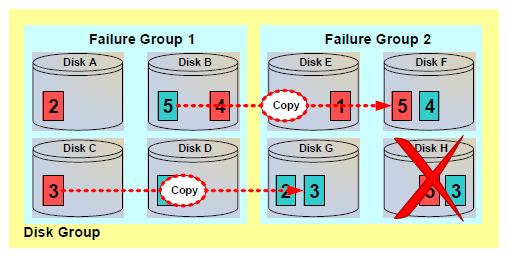 Failure Group 1
Failure Group 2
Disk A
Disk B
Disk E
Disk F
2
5
4
Copy
1
5
4
Disk C
Disk D
Disk G
Disk H
3
Copy
2
3
3
Disk Group